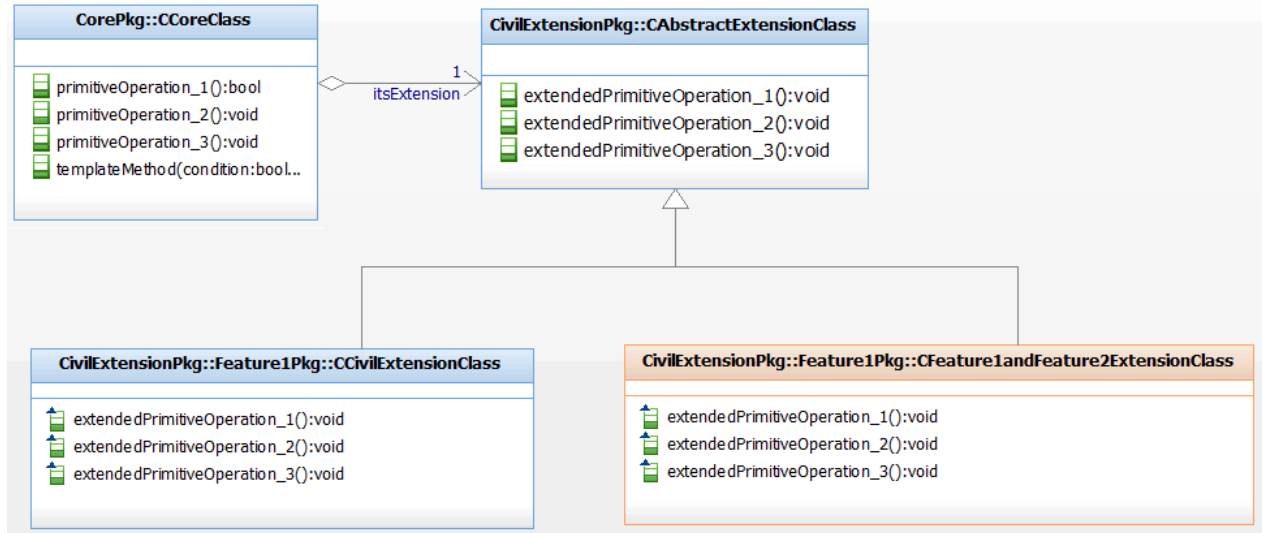 CorePkg::CCoreClass
primitiveOperation_1():bool
primitiveOperation_2():void
primitiveOperation_3():void
templateMethod(condition:bool...
1
itsExtension
CivilExtensionPkg::CAbstractExtensionClass
extendedPrimitiveOperation_1():void
extendedPrimitiveOperation_2():void
extendedPrimitiveOperation_3():void
CivilExtensionPkg::Feature1Pkg::CCivilExtensionClass
extendedPrimitiveOperation_1():void
extendedPrimitiveOperation_2():void
extendedPrimitiveOperation_3():void
CivilExtensionPkg::Feature1Pkg::CFeature1andFeature2ExtensionClass
extendedPrimitiveOperation_1():void
extendedPrimitiveOperation_2():void
extendedPrimitiveOperation_3():void